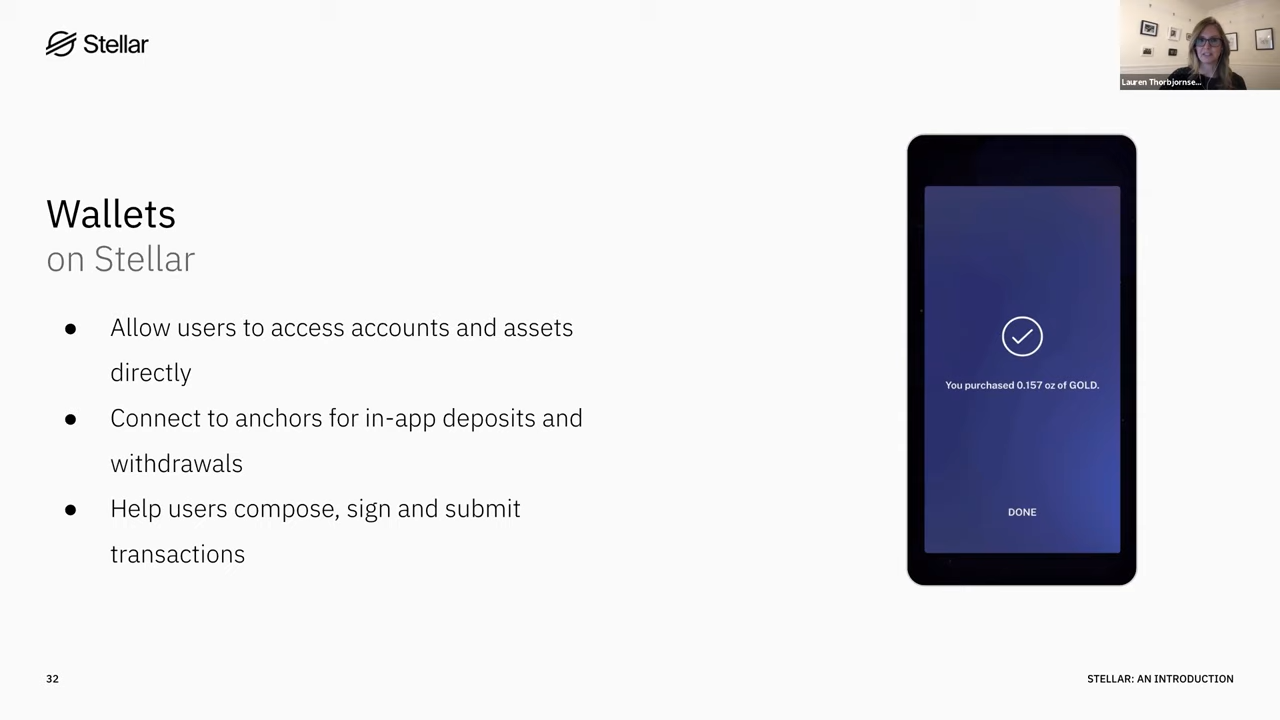 Stellar
Lauren Thorbjornse...
Wallets
on Stellar
● Allow users to access accounts and assets
directly
● Connect to anchors for in-app deposits and
withdrawals
● Help users compose, sign and submit
transactions
You purchased 0.157 oz of GOLD.
DONE
32
STELLAR: AN INTRODUCTION